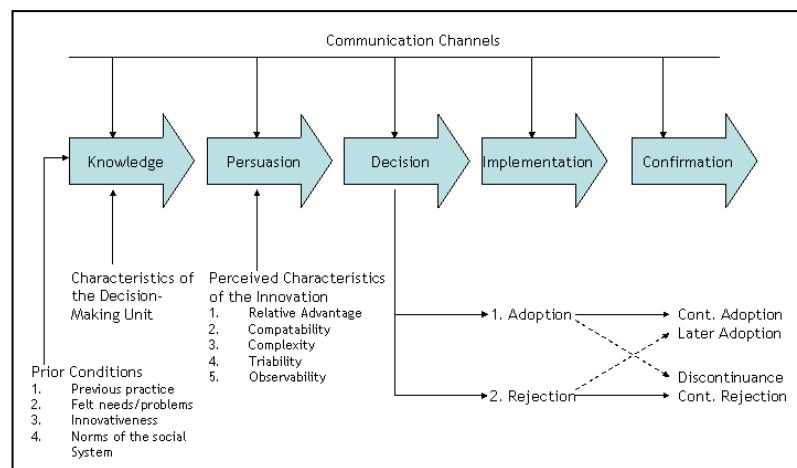 Communication Channels
Knowledge
Persuasion
Decision
Implementation
Confirmation
Characteristics of
the Decision-
Making Unit
Perceived Characteristics
of the Innovation
1. Relative Advantage
2. Compatability
3. Complexity
4. Triability
5. Observability
Prior Conditions
1. Previous practice
2. Felt needs/problems
3. Innovativeness
4. Norms of the social
System
1. Adoption
2. Rejection
Cont. Adoption
Later Adoption
Discontinuance
Cont. Rejection